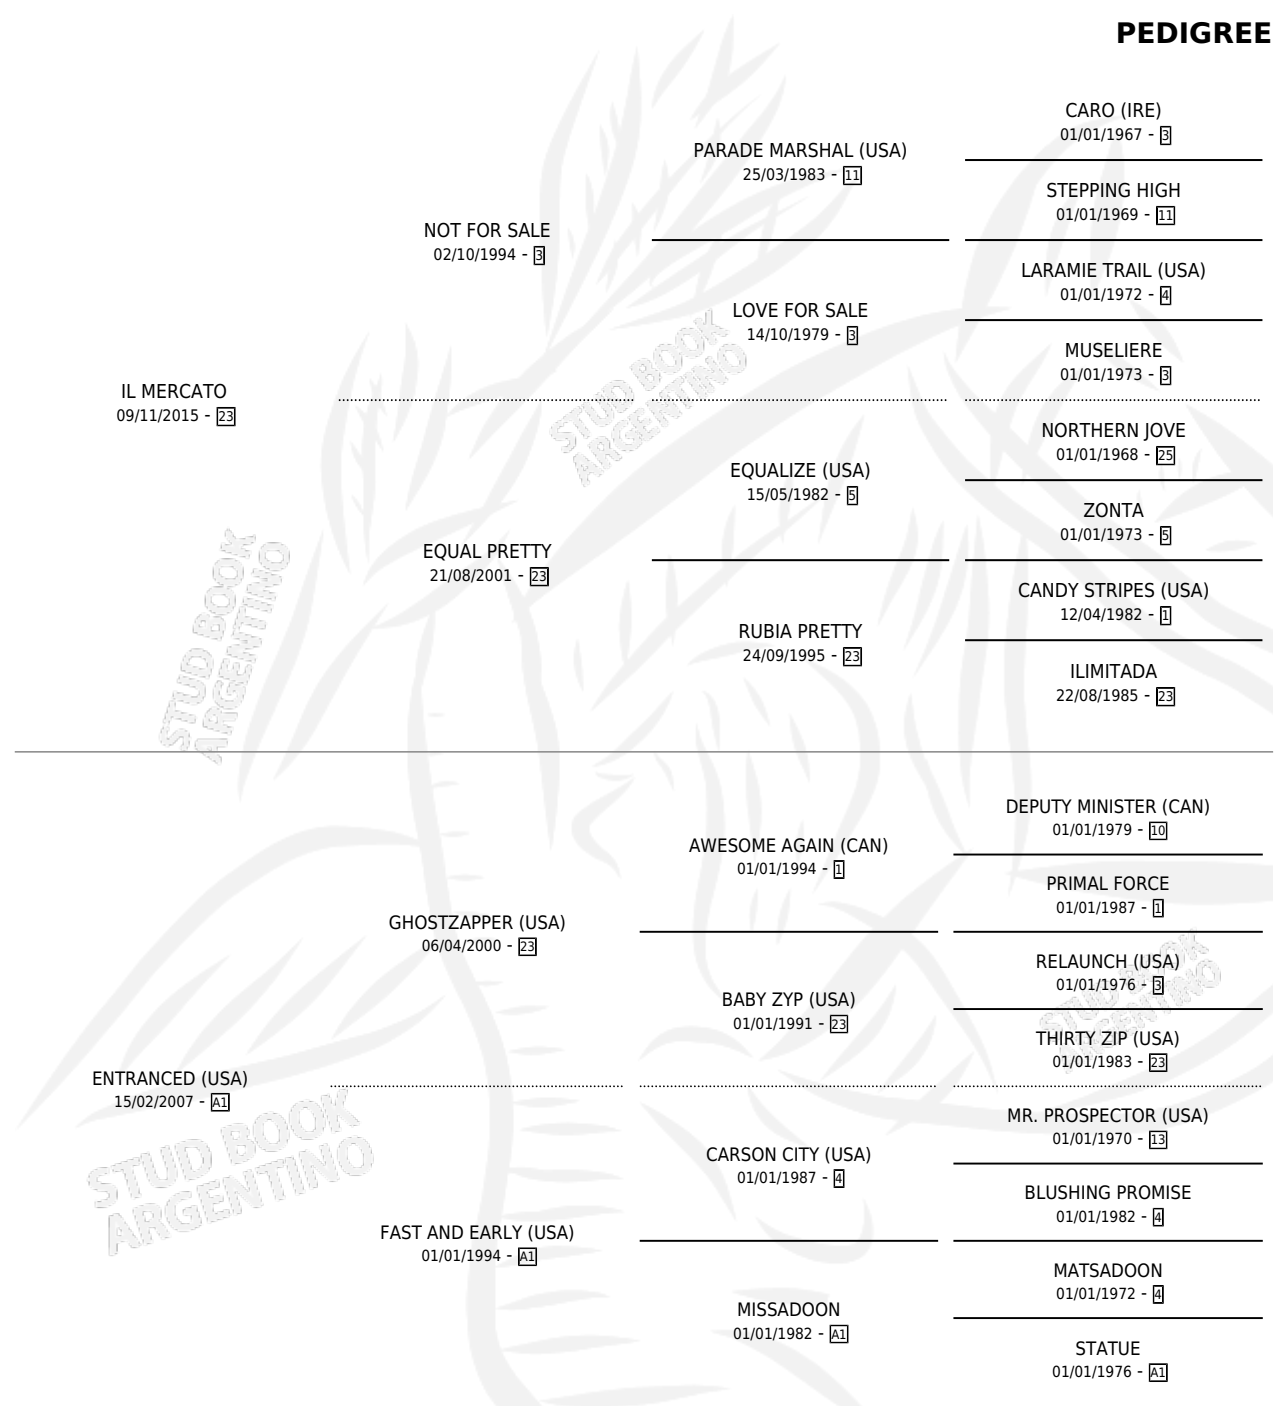 PEDIGREE
CARO (IRE)
01/01/1967 - 3
PARADE MARSHAL (USA)
25/03/1983 - 11
STEPPING HIGH
01/01/1969 - 11
NOT FOR SALE
02/10/1994 - 3
LARAMIE TRAIL (USA)
01/01/1972 - 4
LOVE FOR SALE
14/10/1979 - 3
MUSELIERE
01/01/1973 - 3
IL MERCATO
09/11/2015 - 23
NORTHERN JOVE
01/01/1968 - 25
EQUALIZE (USA)
15/05/1982 - 5
ZONTA
01/01/1973 - 5
EQUAL PRETTY
21/08/2001 - 23
CANDY STRIPES (USA)
12/04/1982 - 1
RUBIA PRETTY
24/09/1995 - 23
ILIMITADA
22/08/1985 - 23
DEPUTY MINISTER (CAN)
01/01/1979 - 10
AWESOME AGAIN (CAN)
01/01/1994 - 1
PRIMAL FORCE
01/01/1987 - 1
GHOSTZAPPER (USA)
06/04/2000 - 23
RELAUNCH (USA)
01/01/1976 - 3
BABY ZYP (USA)
01/01/1991 - 23
THIRTY ZIP (USA)
01/01/1983 - 23
ENTRANCED (USA)
15/02/2007 - A1
MR. PROSPECTOR (USA)
01/01/1970 - 13
CARSON CITY (USA)
01/01/1987 - 4
BLUSHING PROMISE
01/01/1982 - 4
FAST AND EARLY (USA)
01/01/1994 - A1
MATSADOON
01/01/1972 - 4
MISSADOON
01/01/1982 - A1
STATUE
01/01/1976 - A1
STUD BOOK
ARGENTINO
STUD BOOK
ARGENTINO
STUD BOOK
ARGENTINO
STUD BOOK
ARGENTINO